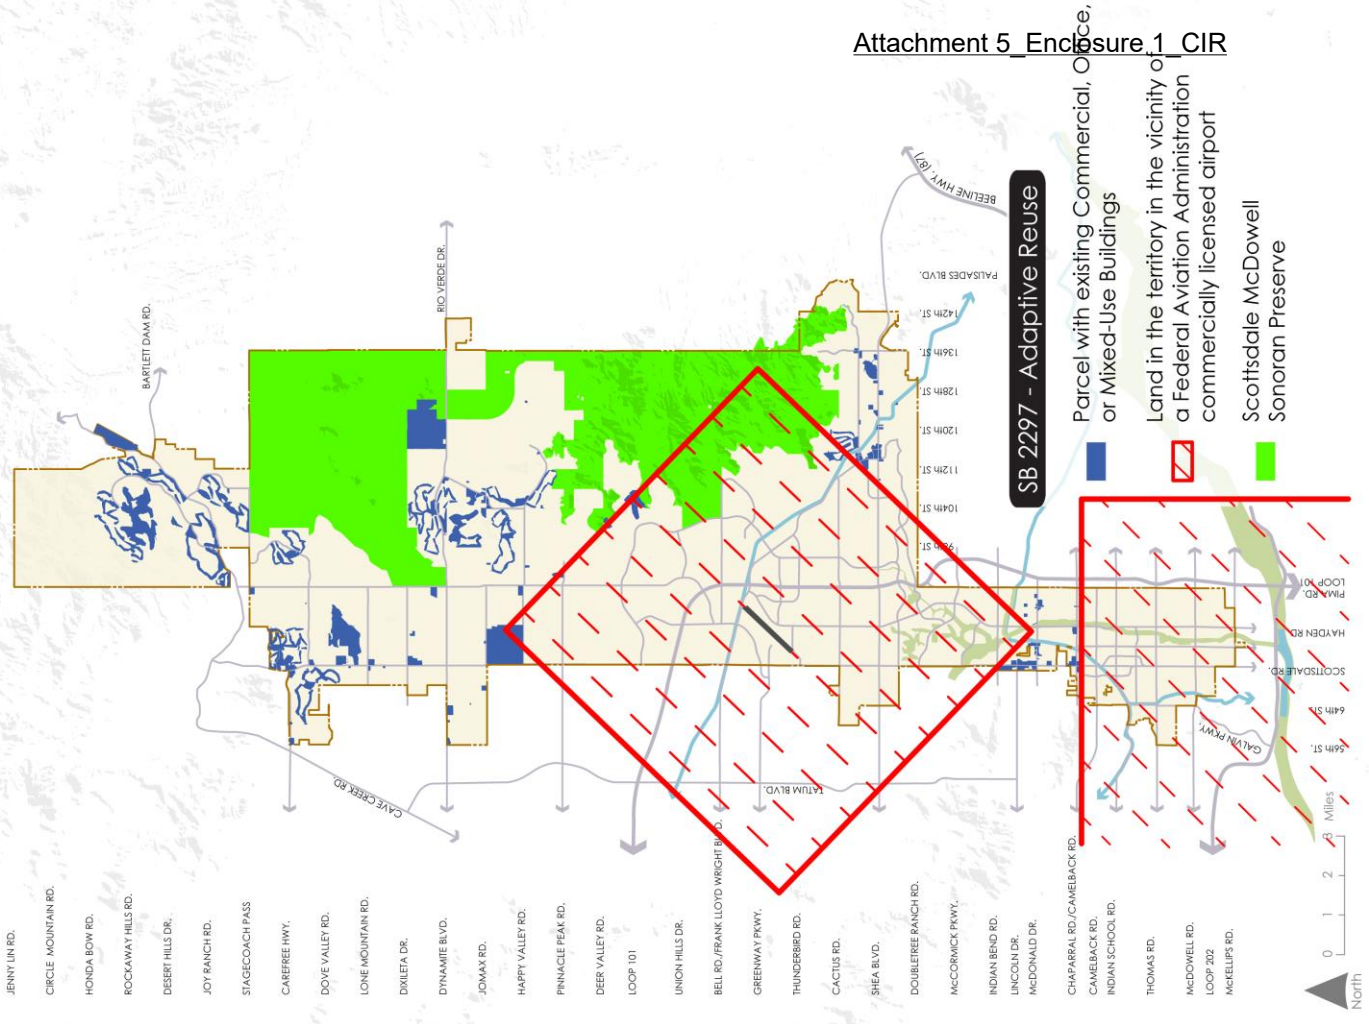 Attachment 5_Enclosure 1_CIR
SB 2297 - Adaptive Reuse
Parcel with existing Commercial, Office,
or Mixed-Use Buildings
Land in the territory in the vicinity of
a Federal Aviation Administration
commercially licensed airport
Scottsdale McDowell
Sonoran Preserve
BARTLETT DAM RD.
RIO VERDE DR.
BEELINE HWY. (87)
PALISADES BLVD.
142th ST.
136th ST.
128th ST.
120th ST.
112th ST.
104th ST.
96th ST.
LOOP 101
PIMA RD.
HAYDEN RD
SCOTTSDALE RD.
64th ST.
56th ST.
GALVIN PKWY.
CAVE CREEK RD.
TATUM BLVD.
JENNY LIN RD.
CIRCLE MOUNTAIN RD.
HONDA BOW RD.
ROCKAWAY HILLS RD.
DESERT HILLS DR.
JOY RANCH RD.
STAGECOACH PASS
CAREFREE HWY.
DOVE VALLEY RD.
LONE MOUNTAIN RD.
DIXILETA DR.
DYNAMITE BLVD.
JOMAX RD.
HAPPY VALLEY RD.
PINNACLE PEAK RD.
DEER VALLEY RD.
LOOP 101
UNION HILLS DR.
BELL RD./FRANK LLOYD WRIGHT BLVD.
GREENWAY PKWY.
THUNDERBIRD RD.
CACTUS RD.
SHEA BLVD.
DOUBLETREE RANCH RD.
McCORMICK PKWY.
INDIAN BEND RD.
LINCOLN DR.
McDONALD DR.
CHAPARRAL RD./CAMELBACK RD.
CAMELBACK RD.
INDIAN SCHOOL RD.
THOMAS RD.
McDOWELL RD.
LOOP 202
McKELLIPS RD.
0 1 2 3 Miles
North